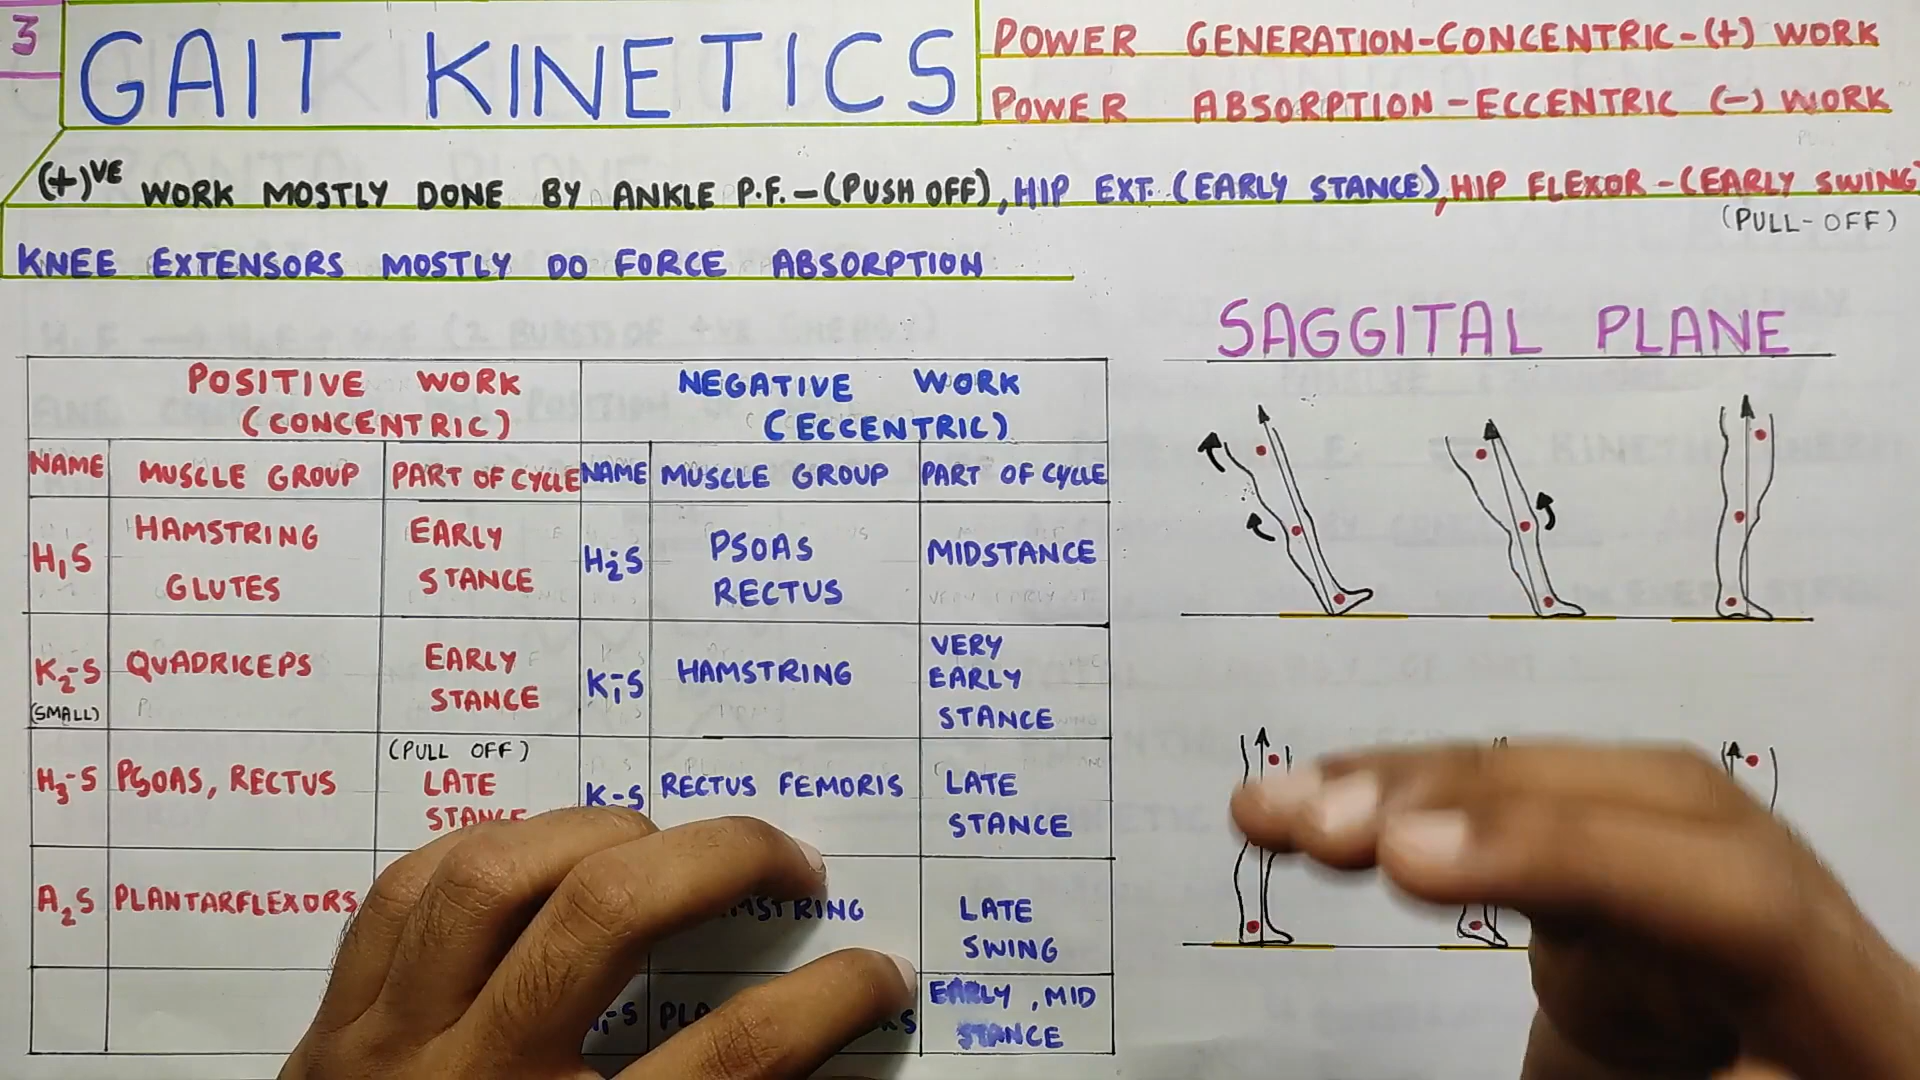 3
GAIT KINETICS
POWER GENERATION-CONCENTRIC-(+) WORK
POWER ABSORPTION-ECCENTRIC (-) WORK
(+)VE WORK MOSTLY DONE BY ANKLE P.F.-(PUSH OFF), HIP EXT. (EARLY STANCE), HIP FLEXOR-(EARLY SWING)
(PULL-OFF)
KNEE EXTENSORS MOSTLY DO FORCE ABSORPTION
SAGGITAL PLANE
POSITIVE WORK
(CONCENTRIC)
NEGATIVE WORK
(ECCENTRIC)
NAME MUSCLE GROUP PART OF CYCLE NAME MUSCLE GROUP PART OF CYCLE
H1S HAMSTRING GLUTES EARLY STANCE H2-S PSOAS RECTUS MIDSTANCE
K2-S (SMALL) QUADRICEPS EARLY STANCE K1-S HAMSTRING VERY EARLY STANCE
H3-S PSOAS, RECTUS (PULL OFF) LATE STANCE K-S RECTUS FEMORIS LATE STANCE
A2S PLANTARFLEXORS LATE SWING
EARLY, MID STANCE